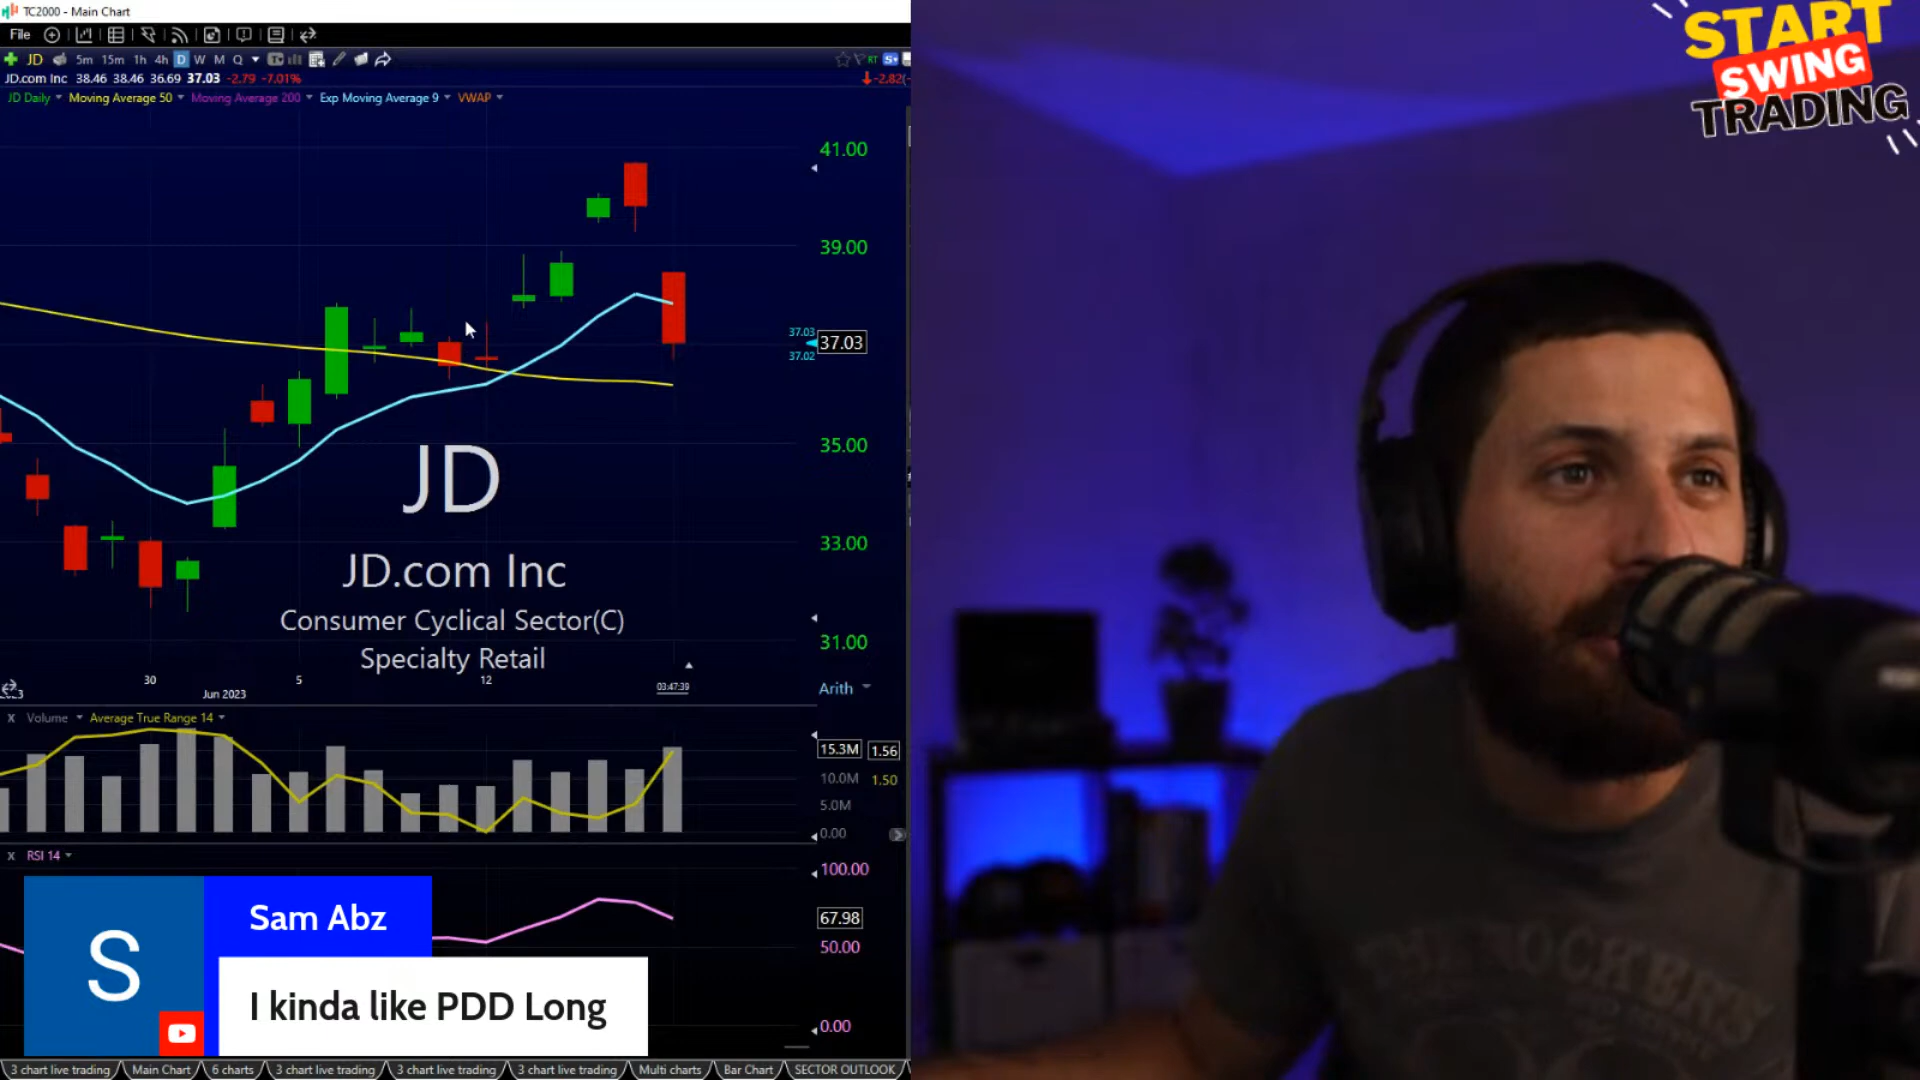 TC2000 - Main Chart
File
JD 5m 15m 1h 4h D W M Q RT S+
JD.com Inc 38.46 38.46 36.69 37.03 -2.79 -7.01% -2.82(-
JD Daily Moving Average 50 Moving Average 200 Exp Moving Average 9 VWAP
41.00
39.00
37.03
37.03
37.02
35.00
33.00
31.00
JD
JD.com Inc
Consumer Cyclical Sector(C)
Specialty Retail
30 5 12
Jun 2023
03:47:39
Arith
X Volume Average True Range 14
15.3M 1.56
10.0M 1.50
5.0M
0.00
X RSI 14
100.00
67.98
50.00
0.00
S
Sam Abz
I kinda like PDD Long
3 chart live trading Main Chart 6 charts 3 chart live trading 3 chart live trading 3 chart live trading Multi charts Bar Chart SECTOR OUTLOOK
START
SWING
TRADING